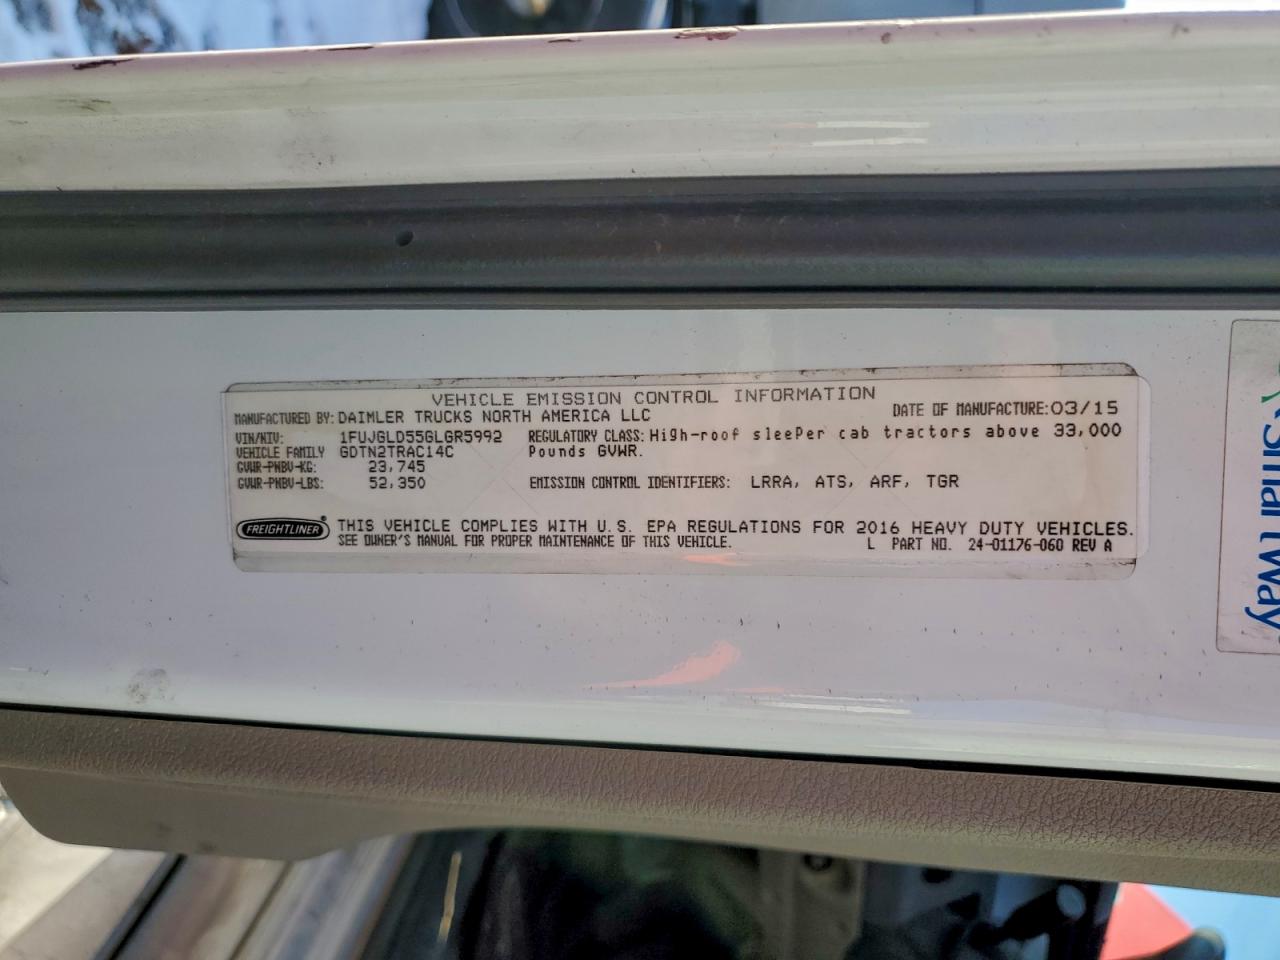 VEHICLE EMISSION CONTROL INFORMATION
MANUFACTURED BY: DAIMLER TRUCKS NORTH AMERICA LLC DATE OF MANUFACTURE: 03/15
VIN/NIV: 1FUJGLD55GLGR5992 REGULATORY CLASS: High-roof sleePer cab tractors above 33,000
VEHICLE FAMILY GDTN2TRAC14C Pounds GVWR.
GVWR-PNBV-KG: 23,745
GVWR-PNBV-LBS: 52,350 EMISSION CONTROL IDENTIFIERS: LRRA, ATS, ARF, TGR
FREIGHTLINER THIS VEHICLE COMPLIES WITH U.S. EPA REGULATIONS FOR 2016 HEAVY DUTY VEHICLES.
SEE OWNER'S MANUAL FOR PROPER MAINTENANCE OF THIS VEHICLE. L PART NO. 24-01176-060 REV A
SmartWay